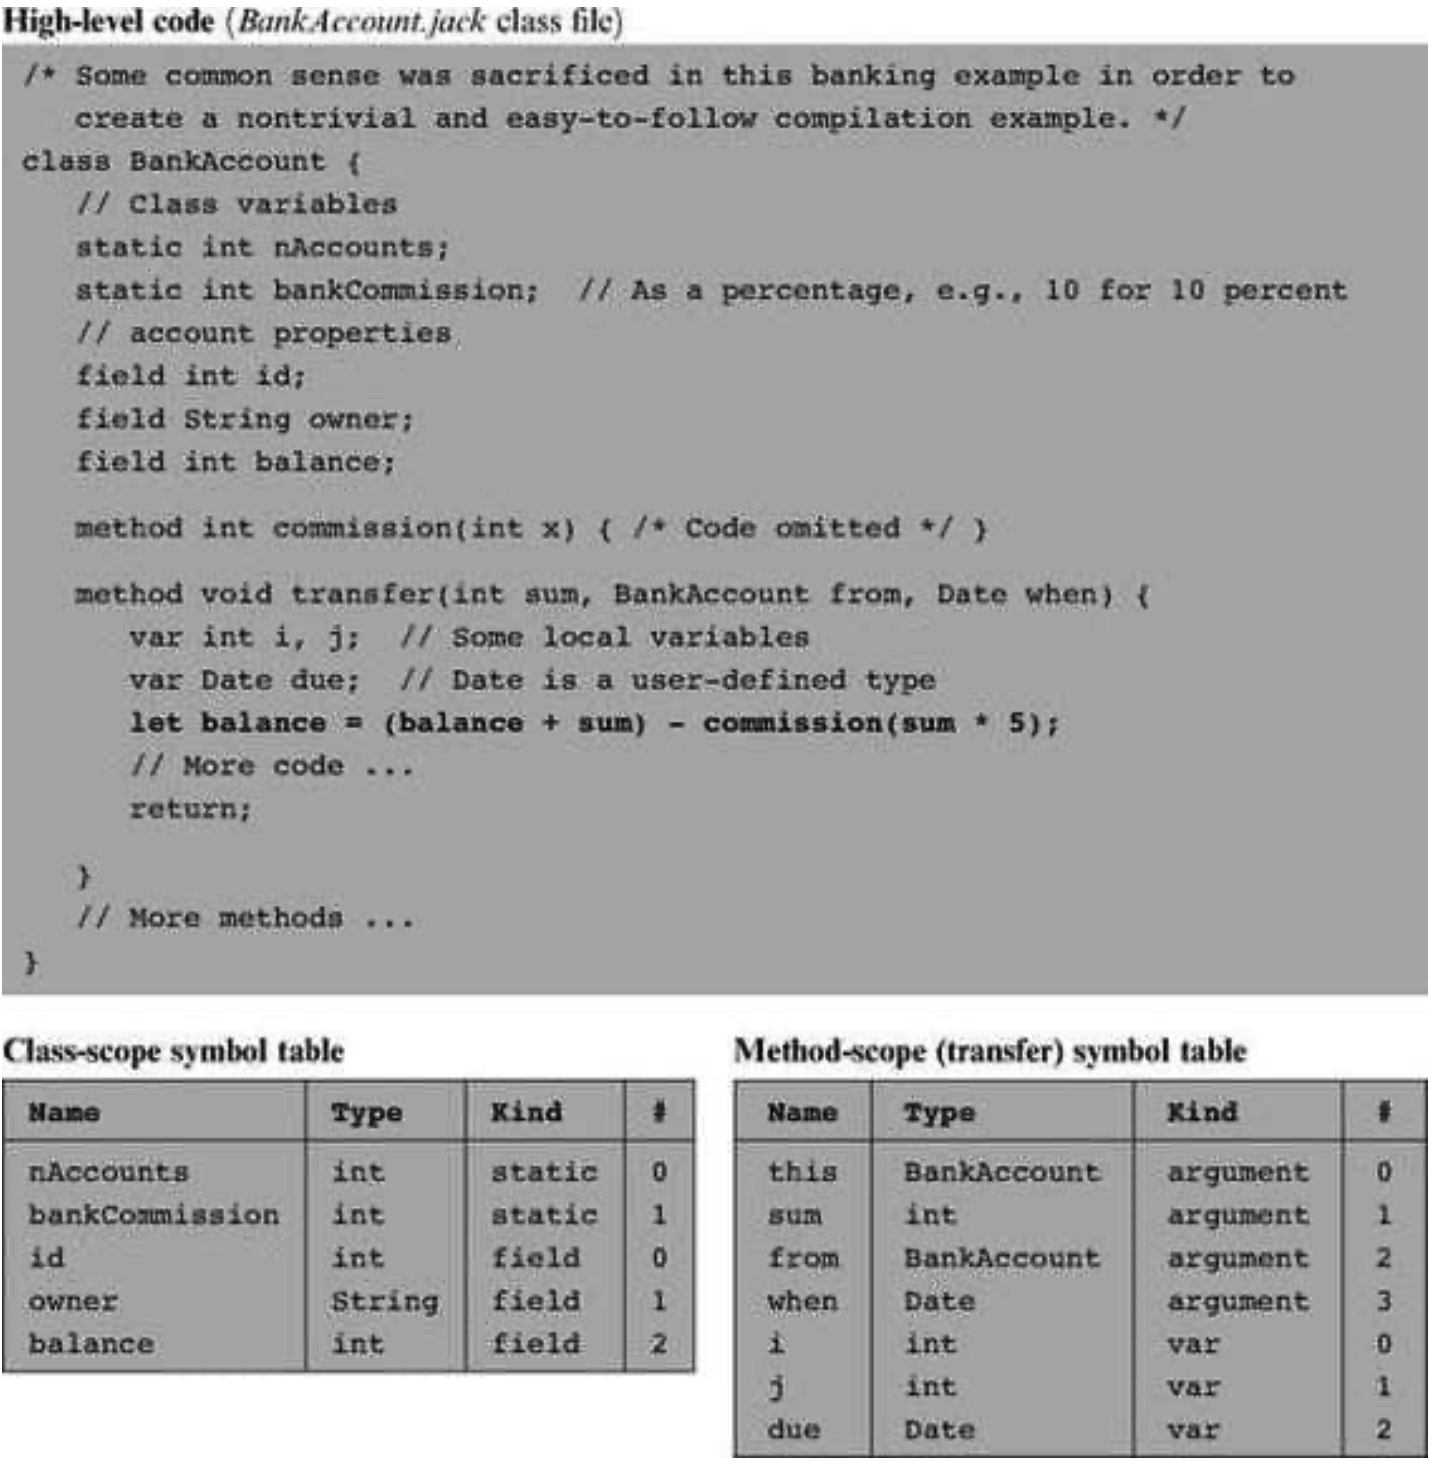 High-level code (BankAccount.jack class file)
/* Some common sense was sacrificed in this banking example in order to
create a nontrivial and easy-to-follow compilation example. */
class BankAccount {
// Class variables
static int nAccounts;
static int bankCommission; // As a percentage, e.g., 10 for 10 percent
// account properties
field int id;
field String owner;
field int balance;
method int commission(int x) { /* Code omitted */ }
method void transfer(int sum, BankAccount from, Date when) {
var int i, j; // Some local variables
var Date due; // Date is a user-defined type
let balance = (balance + sum) - commission(sum * 5);
// More code ...
return;
}
// More methods ...
}
Class-scope symbol table
Name Type Kind #
nAccounts int static 0
bankCommission int static 1
id int field 0
owner String field 1
balance int field 2
Method-scope (transfer) symbol table
Name Type Kind #
this BankAccount argument 0
sum int argument 1
from BankAccount argument 2
when Date argument 3
i int var 0
j int var 1
due Date var 2